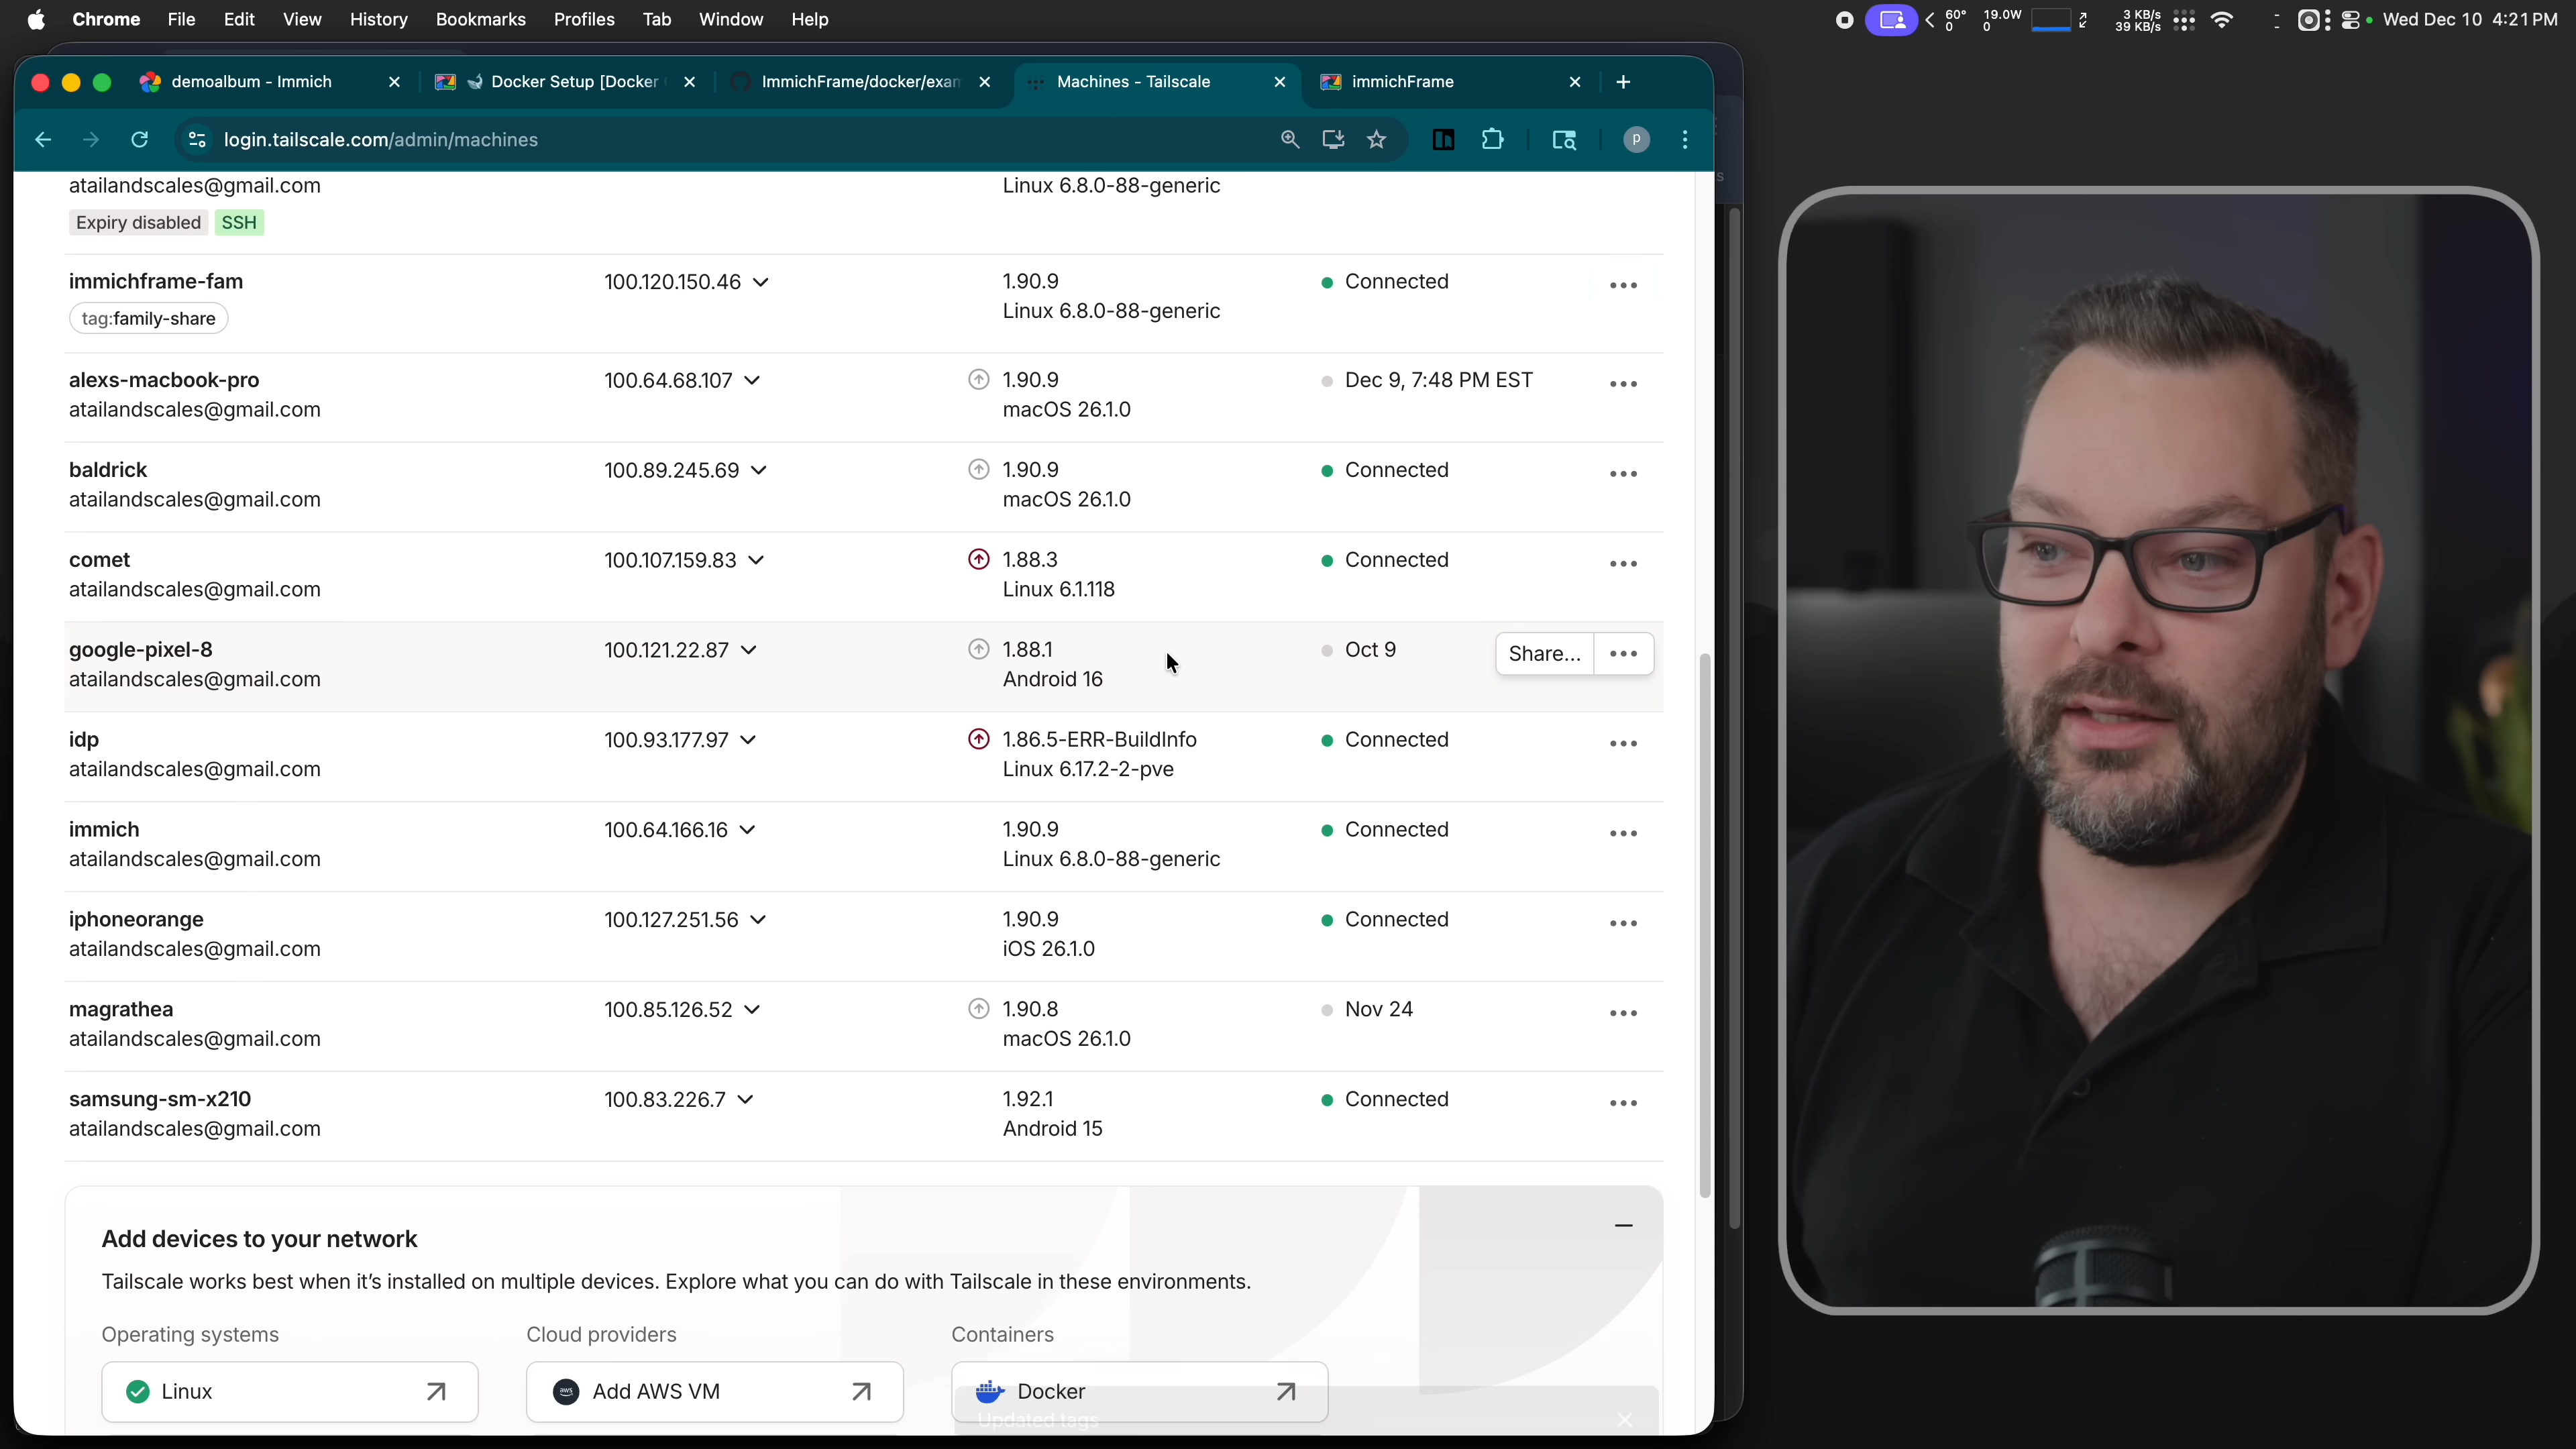 Chrome File Edit View History Bookmarks Profiles Tab Window Help
60°
0
19.0W
0
3 KB/s
39 KB/s
Wed Dec 10 4:21 PM
demoalbum - Immich
Docker Setup [Docker
ImmichFrame/docker/exam
Machines - Tailscale
immichFrame
login.tailscale.com/admin/machines
P
atailandscales@gmail.com
Linux 6.8.0-88-generic
Expiry disabled SSH
immichframe-fam 100.120.150.46 1.90.9 Connected
Linux 6.8.0-88-generic
tag:family-share
alexs-macbook-pro 100.64.68.107 1.90.9 Dec 9, 7:48 PM EST
atailandscales@gmail.com macOS 26.1.0
baldrick 100.89.245.69 1.90.9 Connected
atailandscales@gmail.com macOS 26.1.0
comet 100.107.159.83 1.88.3 Connected
atailandscales@gmail.com Linux 6.1.118
google-pixel-8 100.121.22.87 1.88.1 Oct 9 Share...
atailandscales@gmail.com Android 16
idp 100.93.177.97 1.86.5-ERR-BuildInfo Connected
atailandscales@gmail.com Linux 6.17.2-2-pve
immich 100.64.166.16 1.90.9 Connected
atailandscales@gmail.com Linux 6.8.0-88-generic
iphoneorange 100.127.251.56 1.90.9 Connected
atailandscales@gmail.com iOS 26.1.0
magrathea 100.85.126.52 1.90.8 Nov 24
atailandscales@gmail.com macOS 26.1.0
samsung-sm-x210 100.83.226.7 1.92.1 Connected
atailandscales@gmail.com Android 15
Add devices to your network
Tailscale works best when it's installed on multiple devices. Explore what you can do with Tailscale in these environments.
Operating systems Cloud providers Containers
Linux aws Add AWS VM Docker
Updated tags